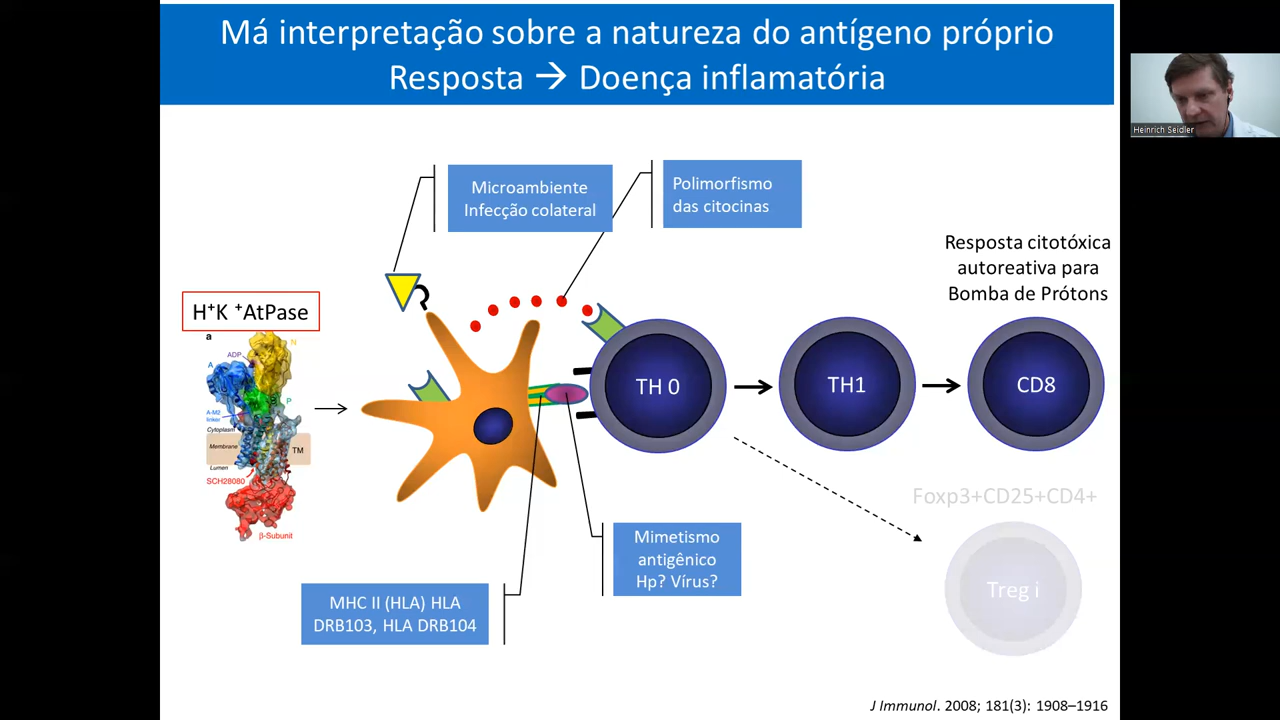 Má interpretação sobre a natureza do antígeno próprio
Resposta → Doença inflamatória
Heinrich Seidler
Microambiente
Infecção colateral
Polimorfismo
das citocinas
Resposta citotóxica
autoreativa para
Bomba de Prótons
H⁺K ⁺AtPase
a
N
ADP
A
P
A-M2
linker
Cytoplasm
Membrane
TM
Lumen
SCH28080
β-Subunit
TH 0
TH1
CD8
Foxp3+CD25+CD4+
Treg i
Mimetismo
antigênico
Hp? Vírus?
MHC II (HLA) HLA
DRB103, HLA DRB104
J Immunol. 2008; 181(3): 1908–1916